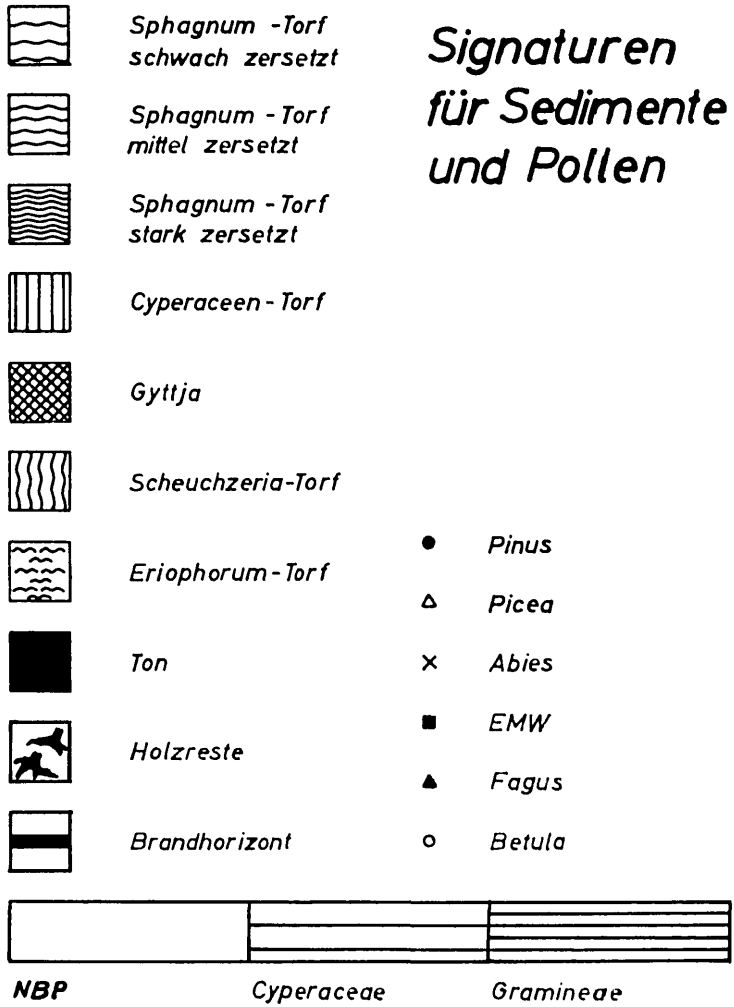 Signaturen
für Sedimente
und Pollen
Sphagnum - Torf
schwach zersetzt
Sphagnum - Torf
mittel zersetzt
Sphagnum - Torf
stark zersetzt
Cyperaceen - Torf
Gyttja
Scheuchzeria-Torf
Eriophorum-Torf
Ton
Holzreste
Brandhorizont
Pinus
Picea
Abies
EMW
Fagus
Betula
NBP
Cyperaceae
Gramineae